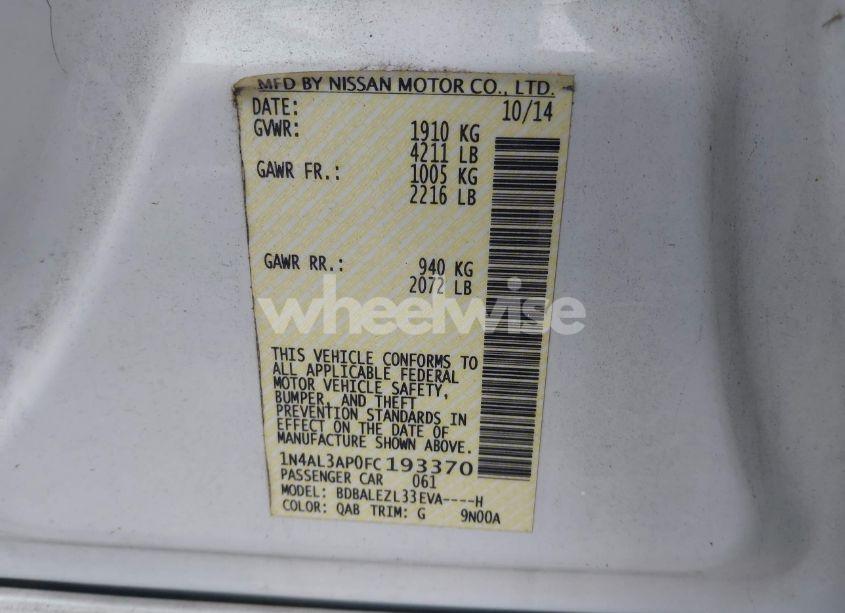 MFD BY NISSAN MOTOR CO., LTD.
DATE: 10/14
GVWR: 1910 KG
4211 LB
GAWR FR.: 1005 KG
2216 LB
GAWR RR.: 940 KG
2072 LB
wheelwise
THIS VEHICLE CONFORMS TO
ALL APPLICABLE FEDERAL
MOTOR VEHICLE SAFETY,
BUMPER, AND THEFT
PREVENTION STANDARDS IN
EFFECT ON THE DATE OF
MANUFACTURE SHOWN ABOVE.
1N4AL3AP0FC193370
PASSENGER CAR 061
MODEL: BDBALEZL33EVA----H
COLOR: QAB TRIM: G 9N00A